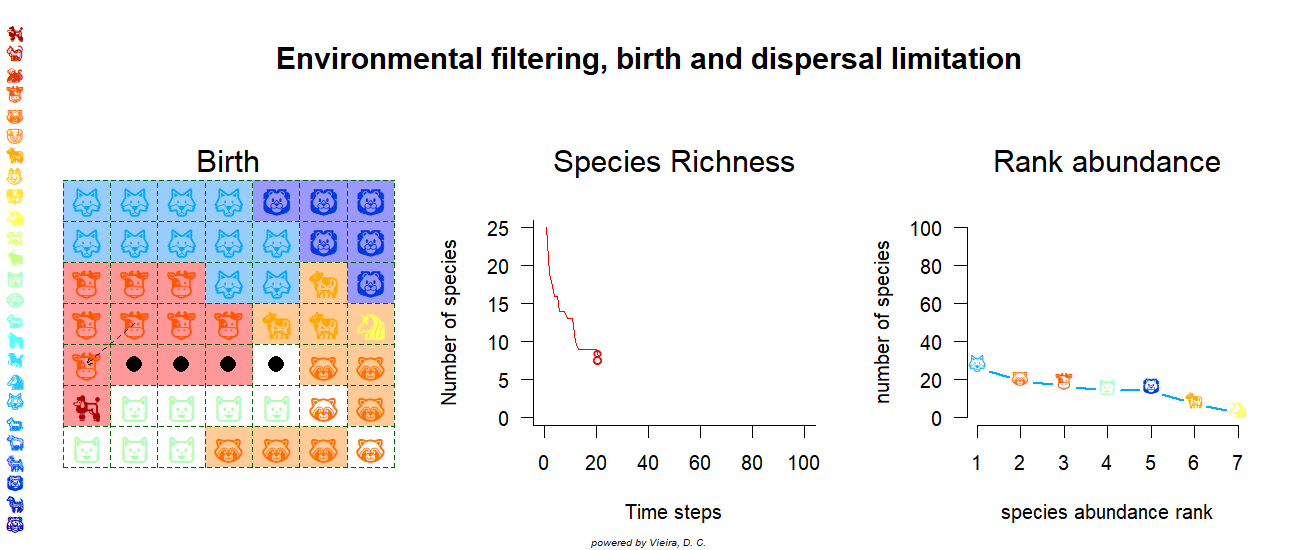 Environmental filtering, birth and dispersal limitation
Birth
Species Richness
Rank abundance
Number of species
25
20
15
10
5
0
8
0 20 40 60 80 100
Time steps
number of species
100
80
60
40
20
0
1 2 3 4 5 6 7
species abundance rank
powered by Vieira, D. C.